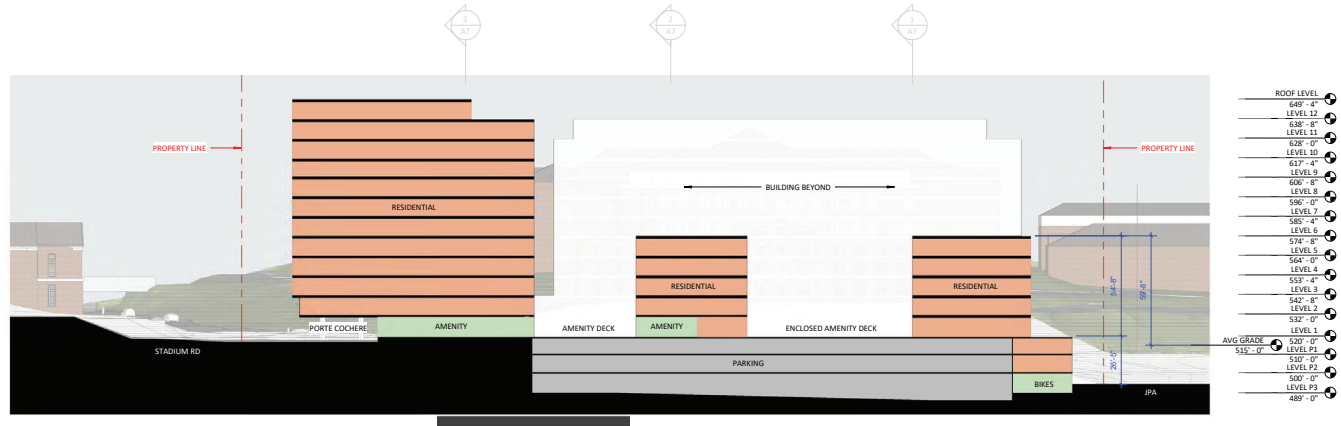 3
A7
2
A7
1
A7
PROPERTY LINE
PROPERTY LINE
BUILDING BEYOND
RESIDENTIAL
RESIDENTIAL
RESIDENTIAL
PORTE COCHERE
AMENITY
AMENITY DECK
AMENITY
ENCLOSED AMENITY DECK
STADIUM RD
PARKING
BIKES
JPA
54'-8"
59'-8"
26'-5"
ROOF LEVEL
649' - 4"
LEVEL 12
638' - 8"
LEVEL 11
628' - 0"
LEVEL 10
617' - 4"
LEVEL 9
606' - 8"
LEVEL 8
596' - 0"
LEVEL 7
585' - 4"
LEVEL 6
574' - 8"
LEVEL 5
564' - 0"
LEVEL 4
553' - 4"
LEVEL 3
542' - 8"
LEVEL 2
532' - 0"
LEVEL 1
520' - 0"
AVG GRADE
515' - 0"
LEVEL P1
510' - 0"
LEVEL P2
500' - 0"
LEVEL P3
489' - 0"